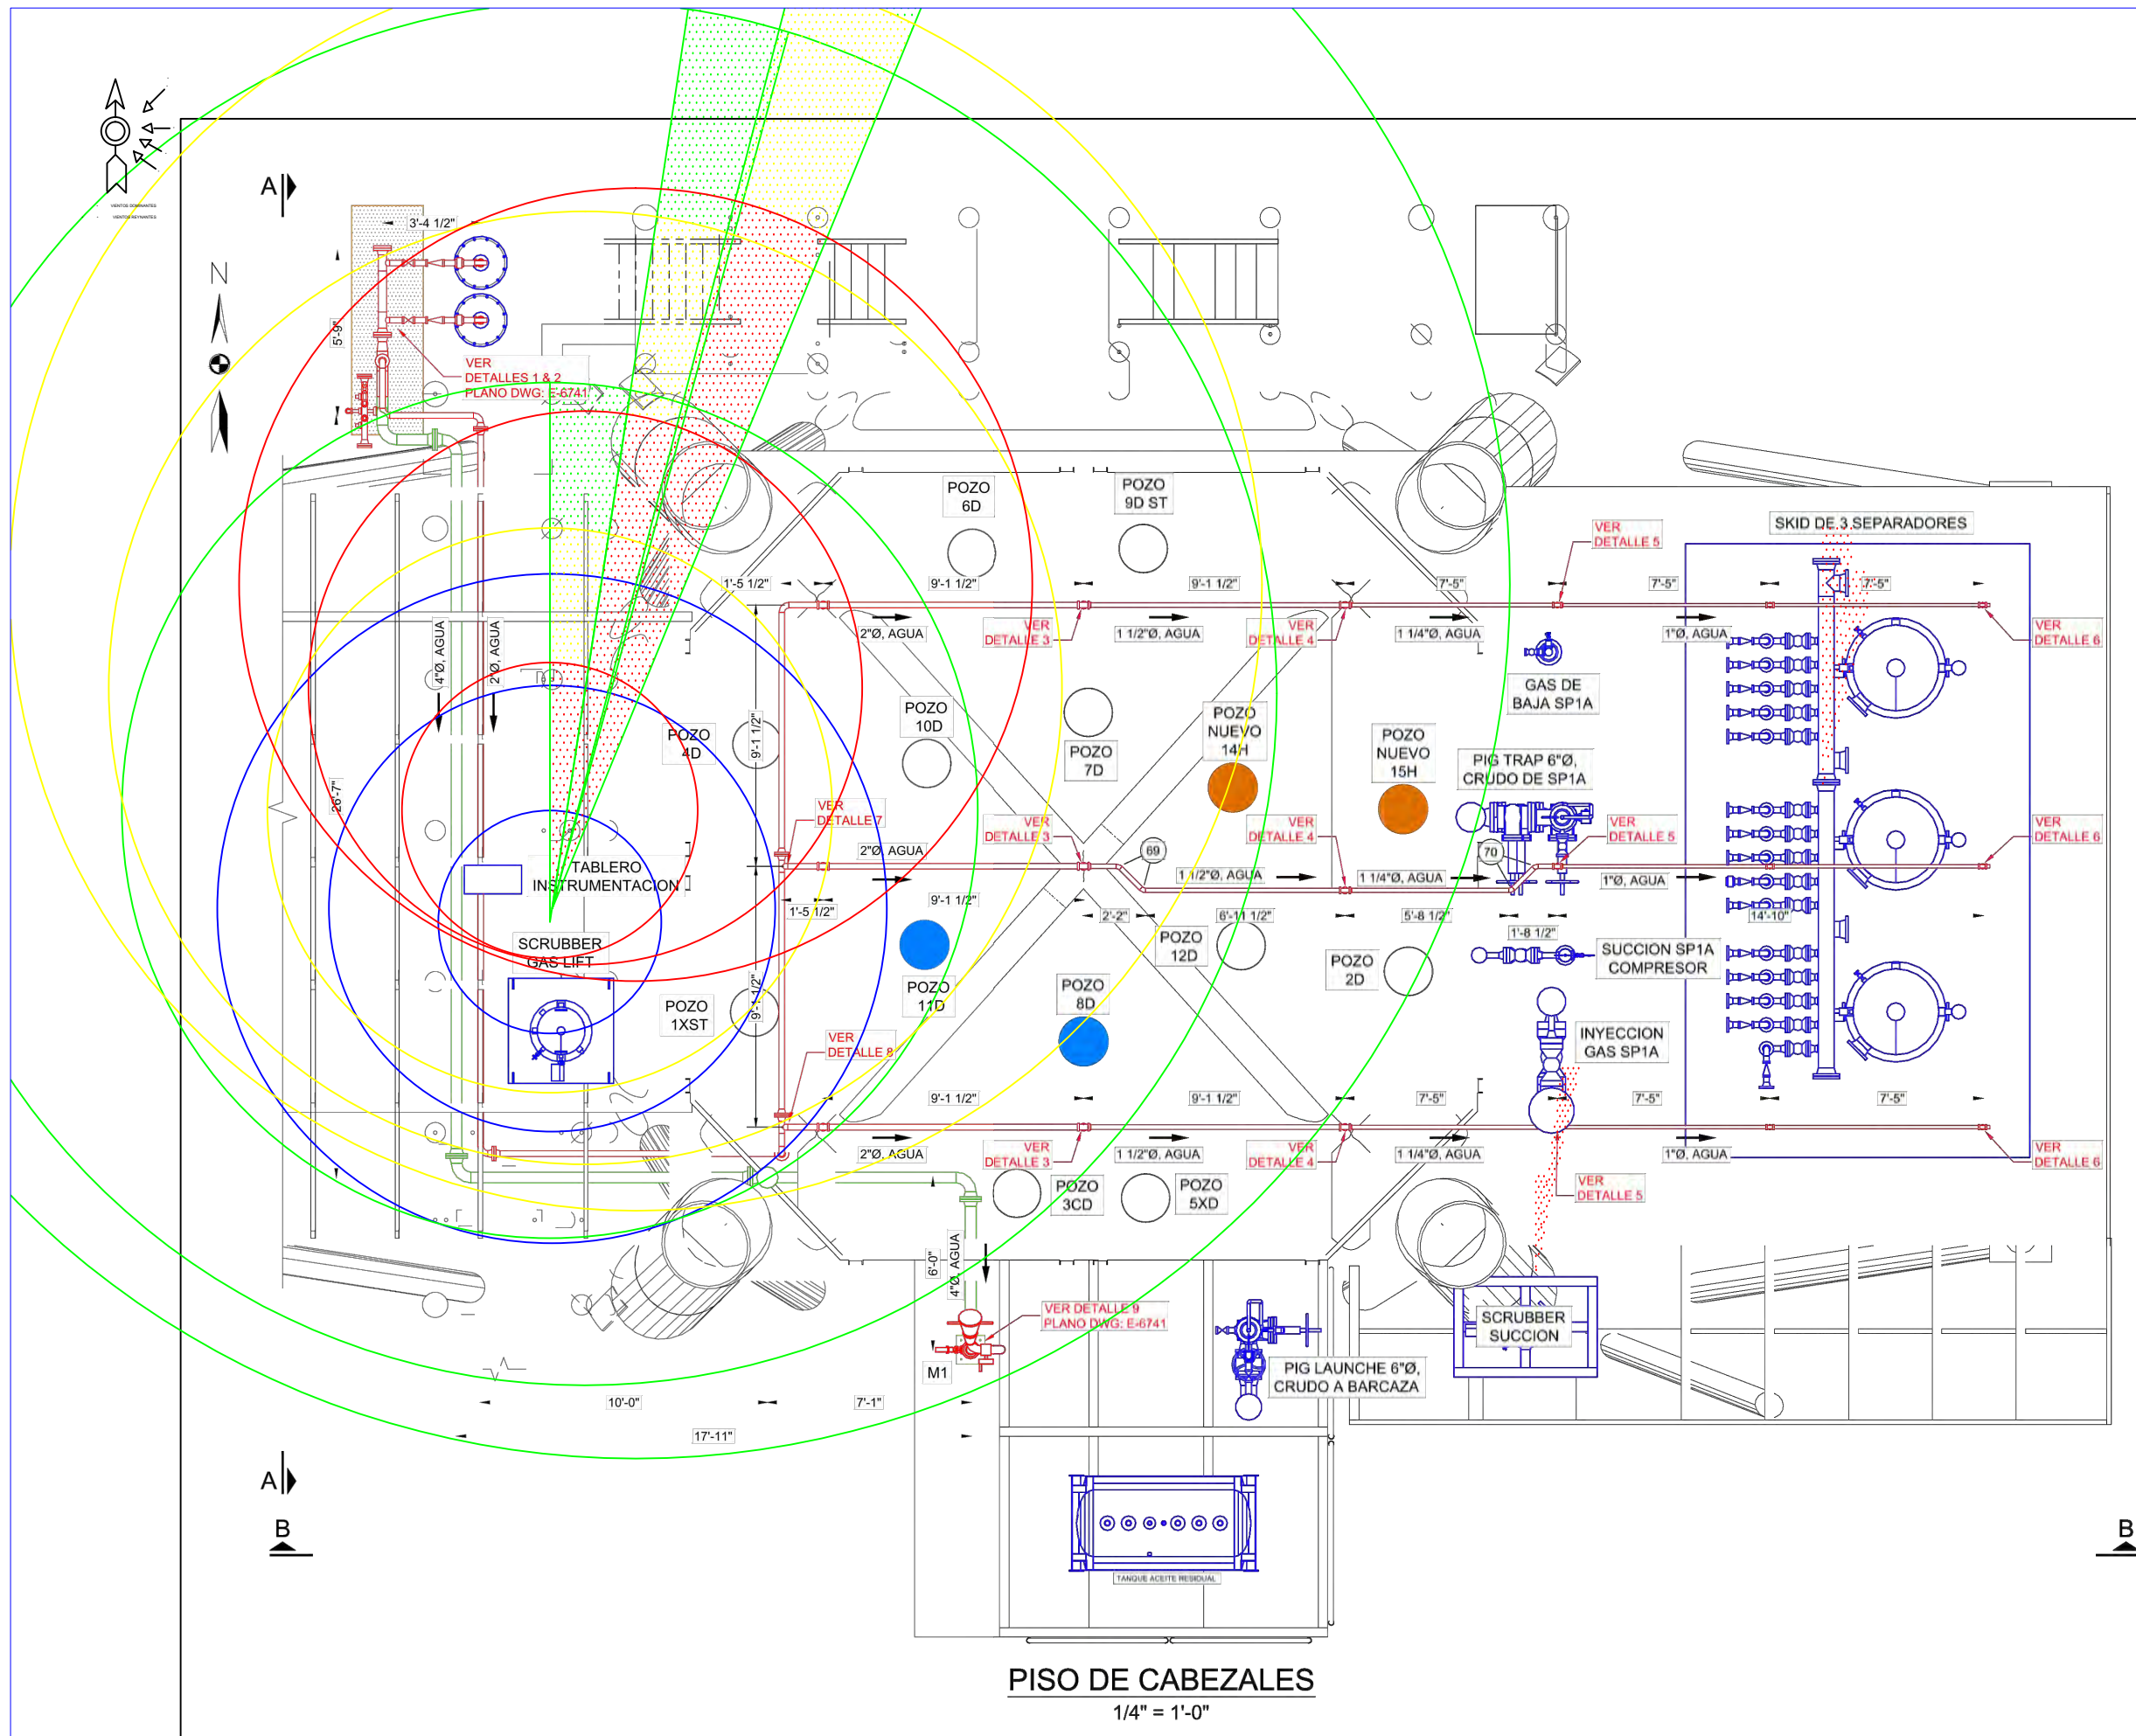 VIENTOS DOMINANTES
VIENTOS REYNANTES
A
N
3'-4 1/2"
5'-9"
VER
DETALLES 1 & 2
PLANO DWG: E-6741
POZO
6D
POZO
9D ST
SKID DE 3 SEPARADORES
VER
DETALLE 5
1'-5 1/2"
9'-1 1/2"
9'-1 1/2"
7'-5"
7'-5"
7'-5"
4"Ø, AGUA
2"Ø, AGUA
2"Ø, AGUA
VER
DETALLE 3
1 1/2"Ø, AGUA
VER
DETALLE 4
1 1/4"Ø, AGUA
1"Ø, AGUA
VER
DETALLE 6
GAS DE
BAJA SP1A
POZO
4D
9'-1 1/2"
POZO
10D
POZO
7D
POZO
NUEVO
14H
POZO
NUEVO
15H
PIG TRAP 6"Ø,
CRUDO DE SP1A
26'-7"
VER
DETALLE 7
2"Ø, AGUA
VER
DETALLE 3
VER
DETALLE 4
69
70
VER
DETALLE 5
VER
DETALLE 6
TABLERO
INSTRUMENTACION
1 1/2"Ø, AGUA
1 1/4"Ø, AGUA
1"Ø, AGUA
9'-1 1/2"
1'-5 1/2"
2'-2"
6'-11 1/2"
5'-8 1/2"
14'-10"
1'-8 1/2"
SCRUBBER
GAS LIFT
POZO
12D
POZO
2D
SUCCION SP1A
COMPRESOR
POZO
1XST
9'-1 1/2"
POZO
11D
POZO
8D
INYECCION
GAS SP1A
VER
DETALLE 8
9'-1 1/2"
9'-1 1/2"
7'-5"
7'-5"
7'-5"
2"Ø, AGUA
VER
DETALLE 3
1 1/2"Ø, AGUA
VER
DETALLE 4
1 1/4"Ø, AGUA
1"Ø, AGUA
VER
DETALLE 6
POZO
3CD
POZO
5XD
VER
DETALLE 5
6'-0"
4"Ø, AGUA
VER DETALLE 9
PLANO DWG: E-6741
M1
SCRUBBER
SUCCION
PIG LAUNCHE 6"Ø,
CRUDO A BARCAZA
10'-0"
7'-1"
17'-11"
A
B
B
TANQUE ACEITE RESIDUAL
PISO DE CABEZALES
1/4" = 1'-0"